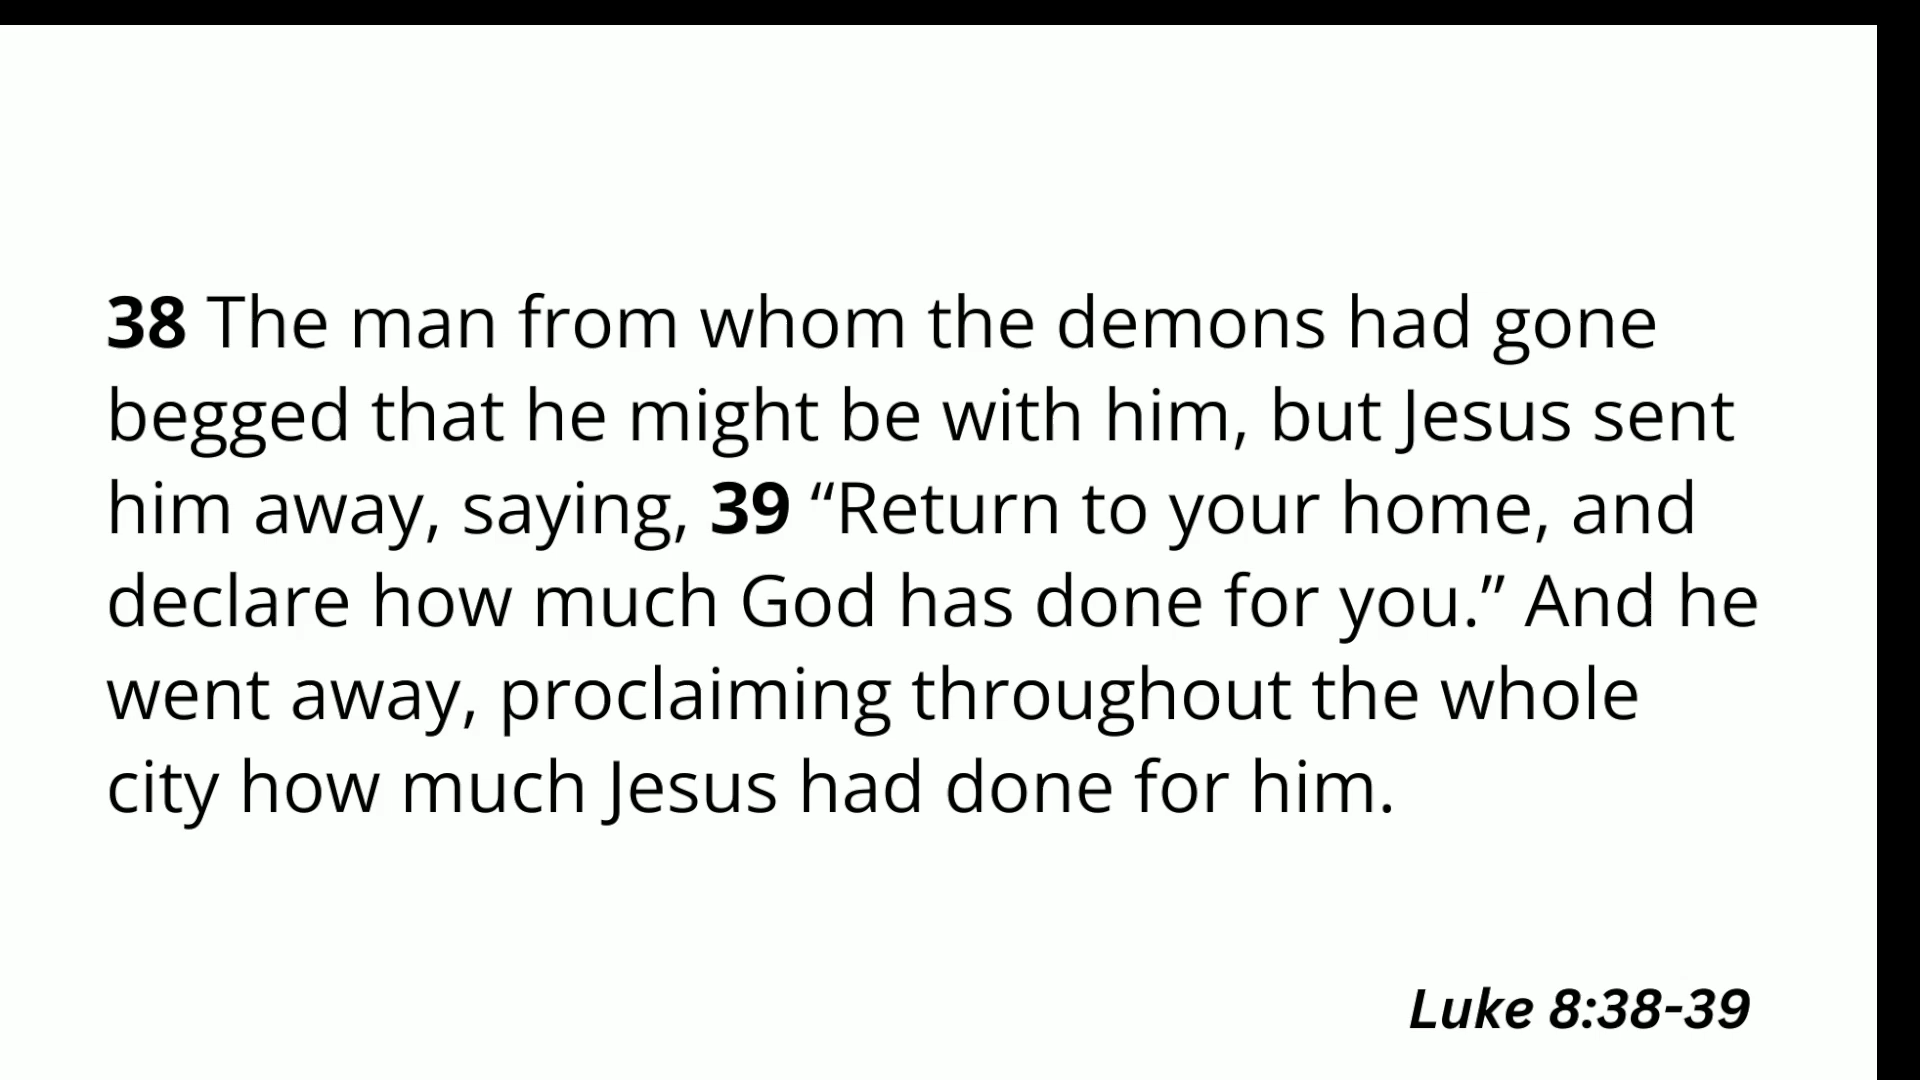 38 The man from whom the demons had gone
begged that he might be with him, but Jesus sent
him away, saying, 39 “Return to your home, and
declare how much God has done for you.” And he
went away, proclaiming throughout the whole
city how much Jesus had done for him.
Luke 8:38-39